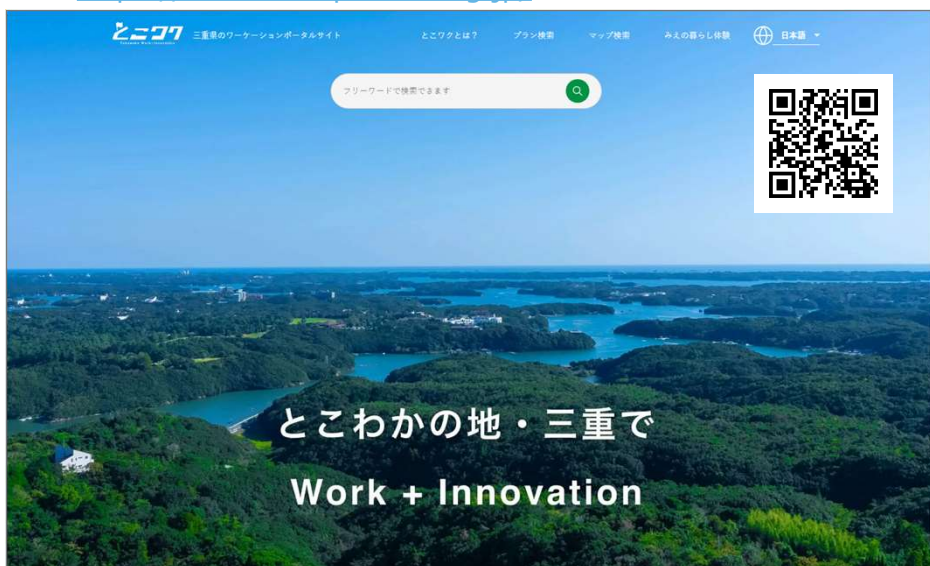 とこワク
三重県のワーケーションポータルサイト
とこワクとは？
プラン検索
マップ検索
みえの暮らし体験
日本語
フリーワードで検索できます
とこわかの地・三重で
Work + Innovation